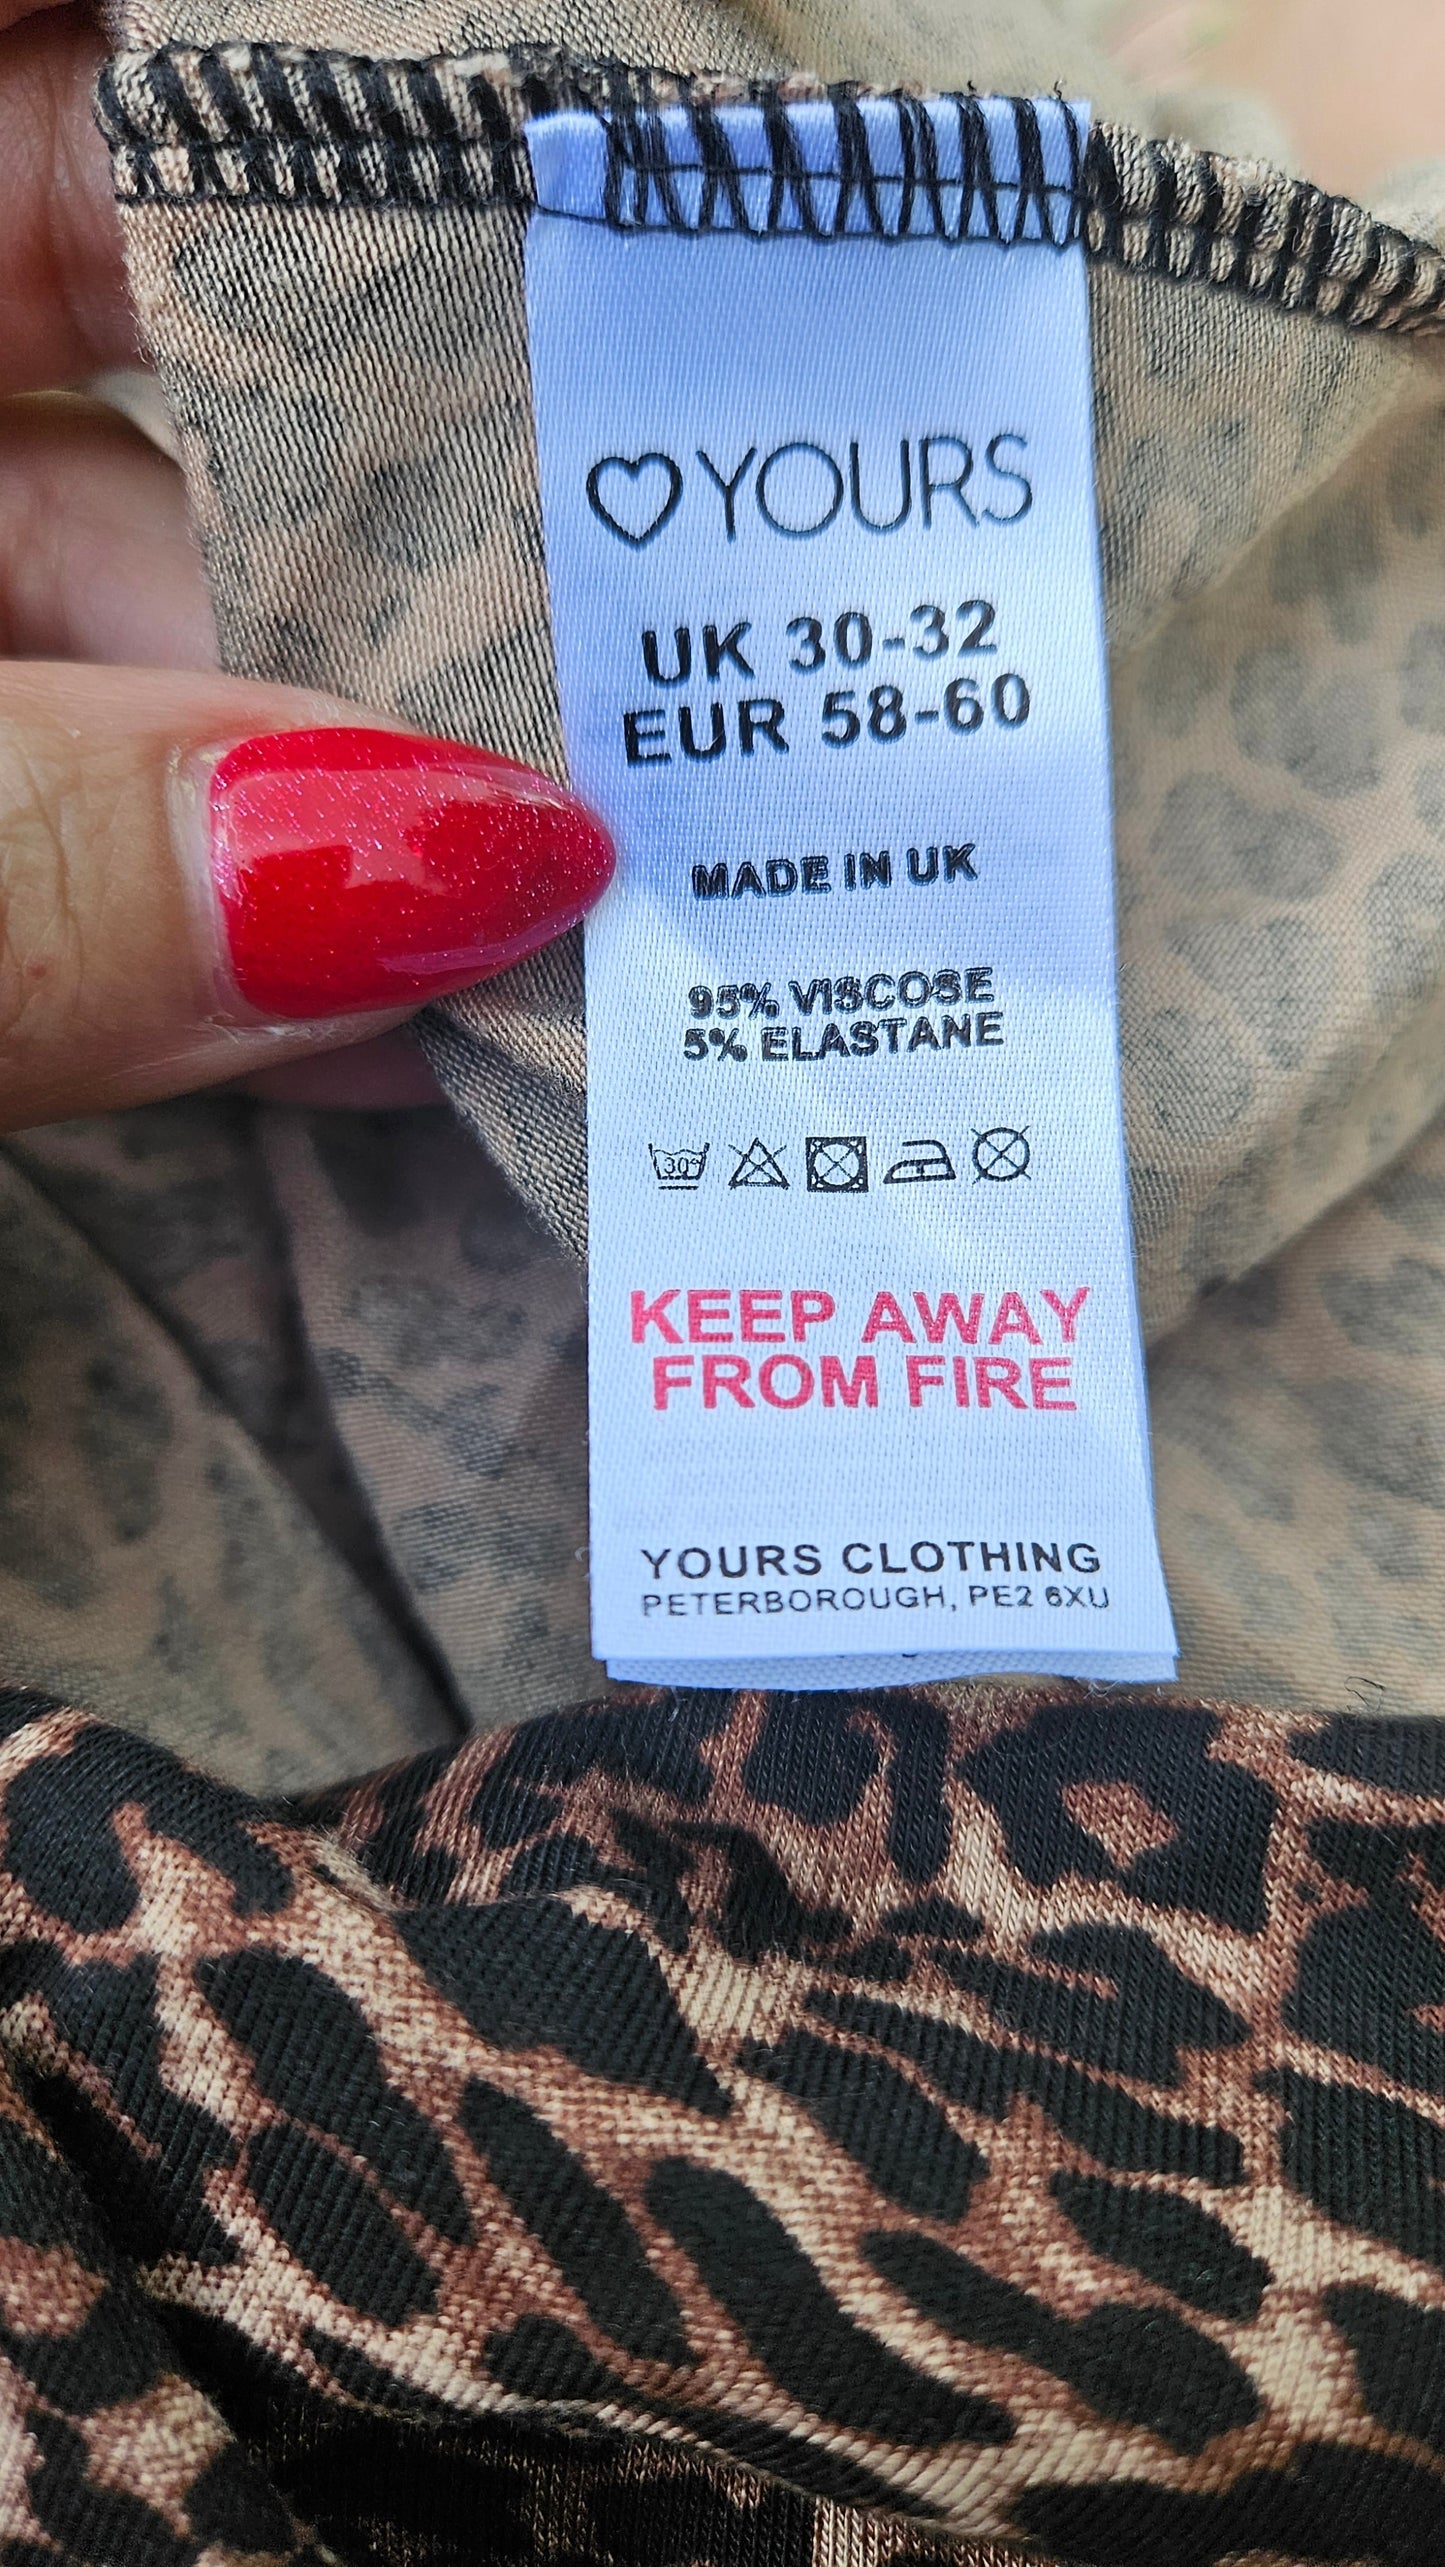 YOURS
UK 30-32
EUR 58-60
MADE IN UK
95% VISCOSE
5% ELASTANE
30°
KEEP AWAY
FROM FIRE
YOURS CLOTHING
PETERBOROUGH, PE2 6XU